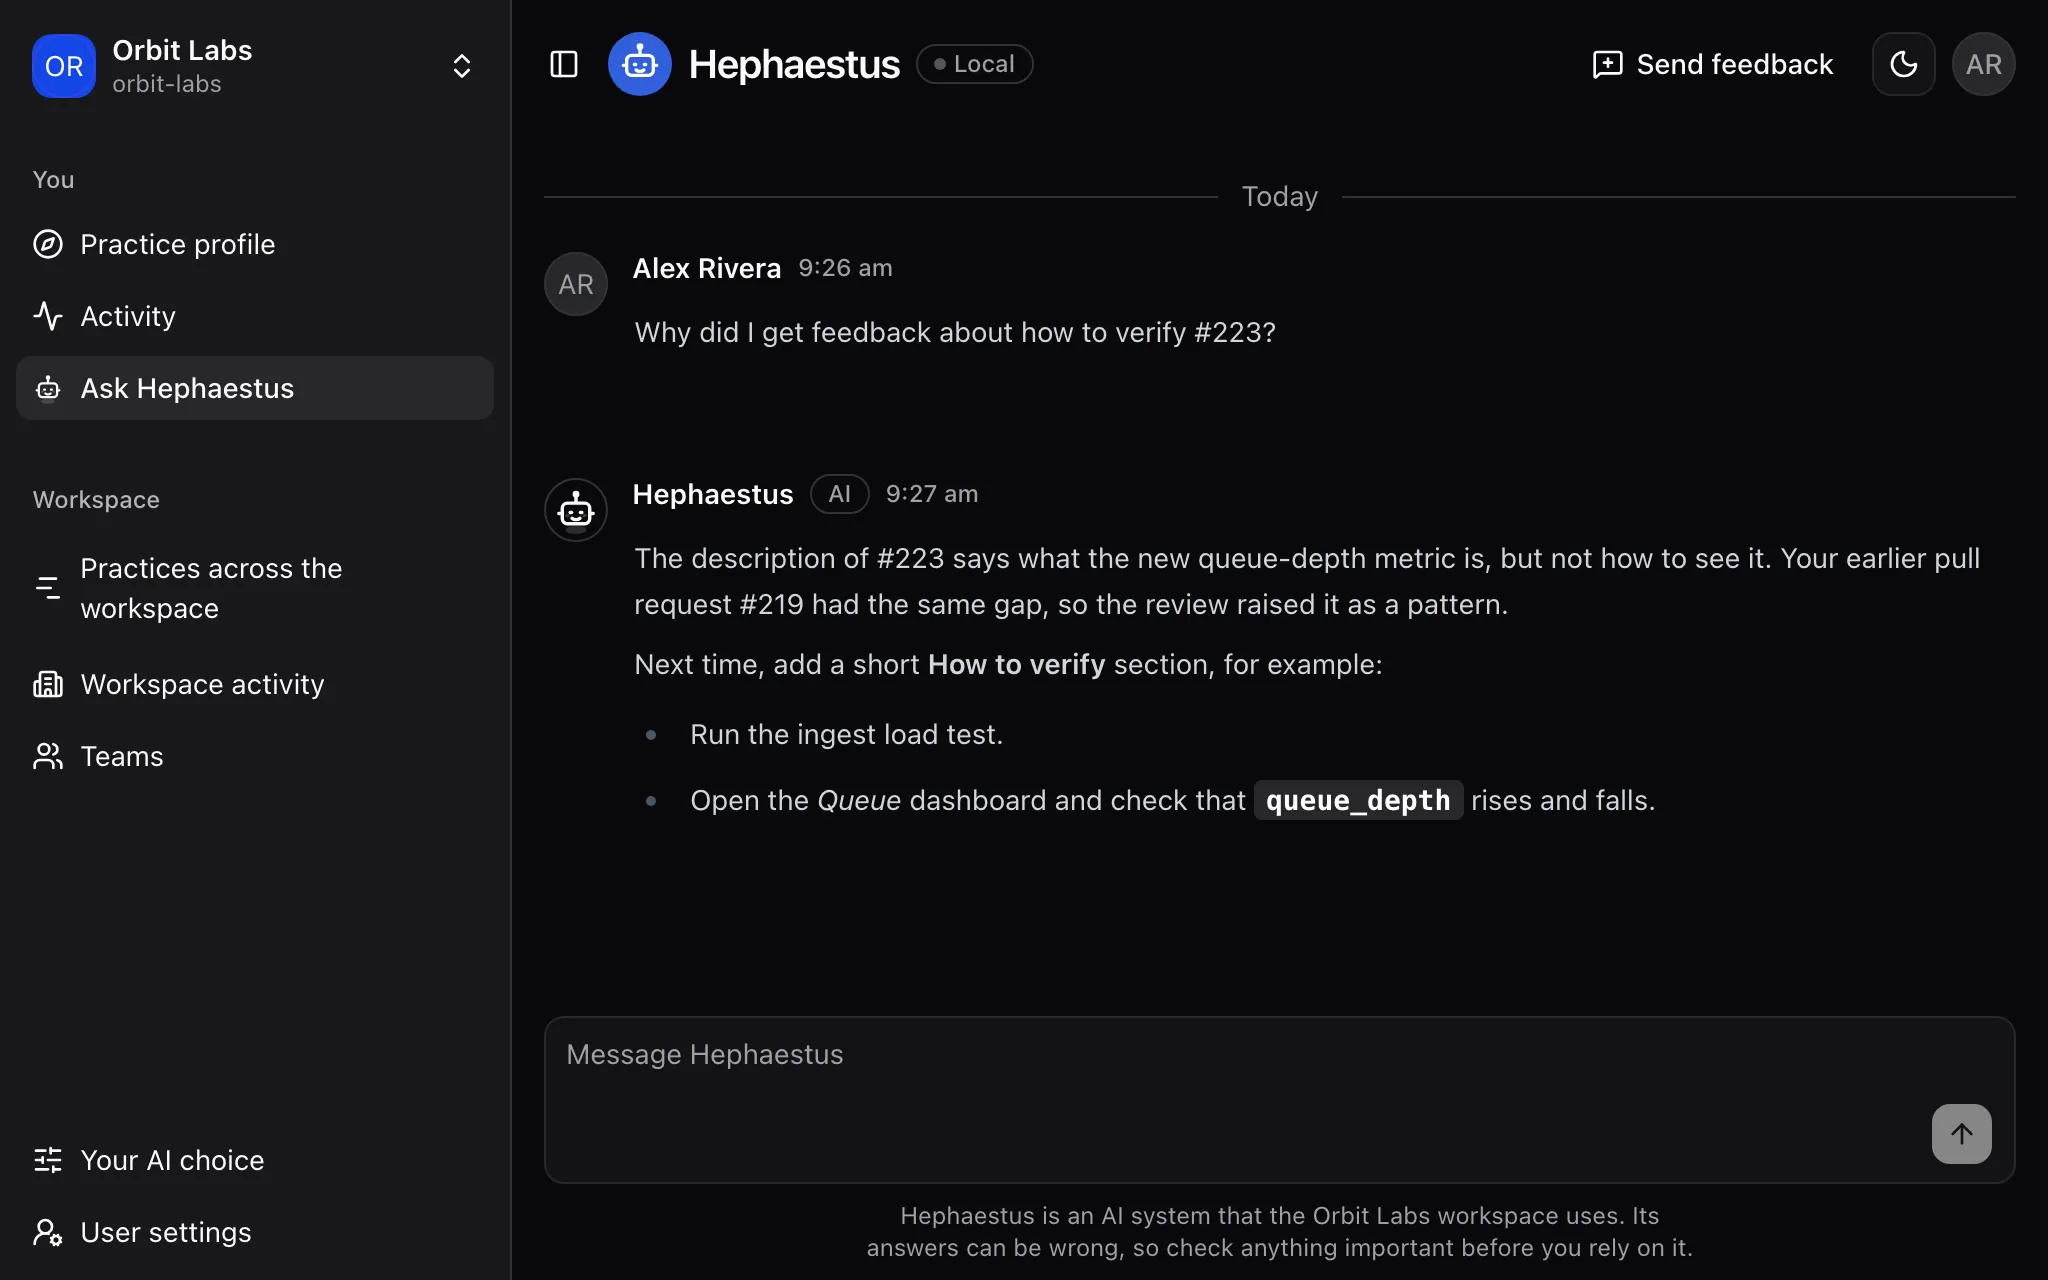 OR
Orbit Labs
orbit-labs
You
Practice profile
Activity
Ask Hephaestus
Workspace
Practices across the
workspace
Workspace activity
Teams
Your AI choice
User settings
Hephaestus
Local
Send feedback
AR
Today
AR
Alex Rivera 9:26 am
Why did I get feedback about how to verify #223?
Hephaestus AI 9:27 am
The description of #223 says what the new queue-depth metric is, but not how to see it. Your earlier pull
request #219 had the same gap, so the review raised it as a pattern.
Next time, add a short How to verify section, for example:
Run the ingest load test.
Open the Queue dashboard and check that queue_depth rises and falls.
Message Hephaestus
Hephaestus is an AI system that the Orbit Labs workspace uses. Its
answers can be wrong, so check anything important before you rely on it.